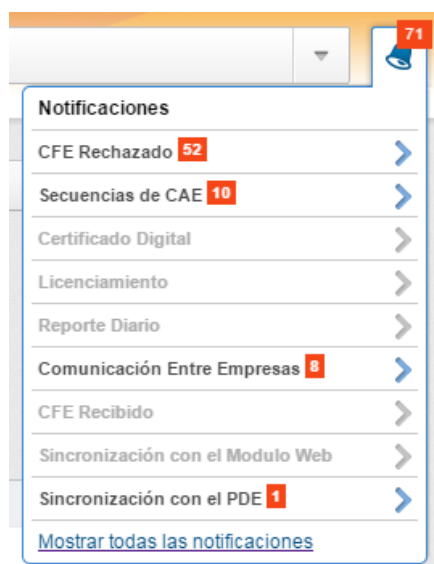 71
Notificaciones
CFE Rechazado 52
Secuencias de CAE 10
Certificado Digital
Licenciamiento
Reporte Diario
Comunicación Entre Empresas 8
CFE Recibido
Sincronización con el Modulo Web
Sincronización con el PDE 1
Mostrar todas las notificaciones